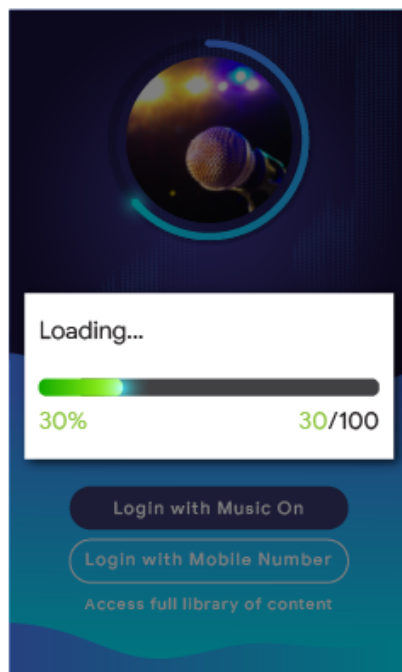 Loading...
30% 30/100
Login with Music On
Login with Mobile Number
Access full library of content